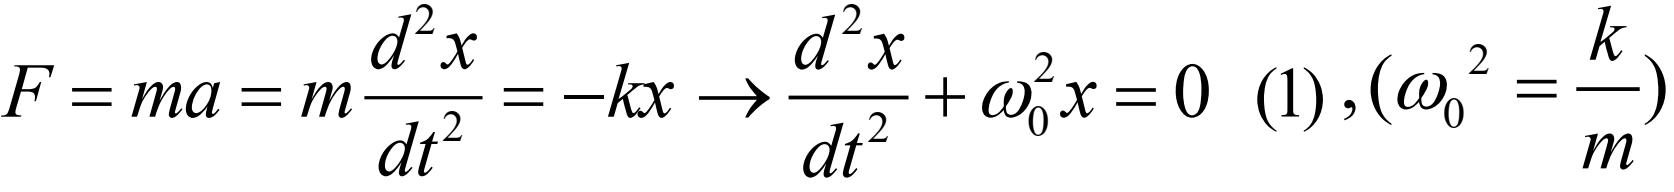 F = ma = m d²x/dt² = −kx → d²x/dt² + ω₀²x = 0 (1) , (ω₀² = k/m)